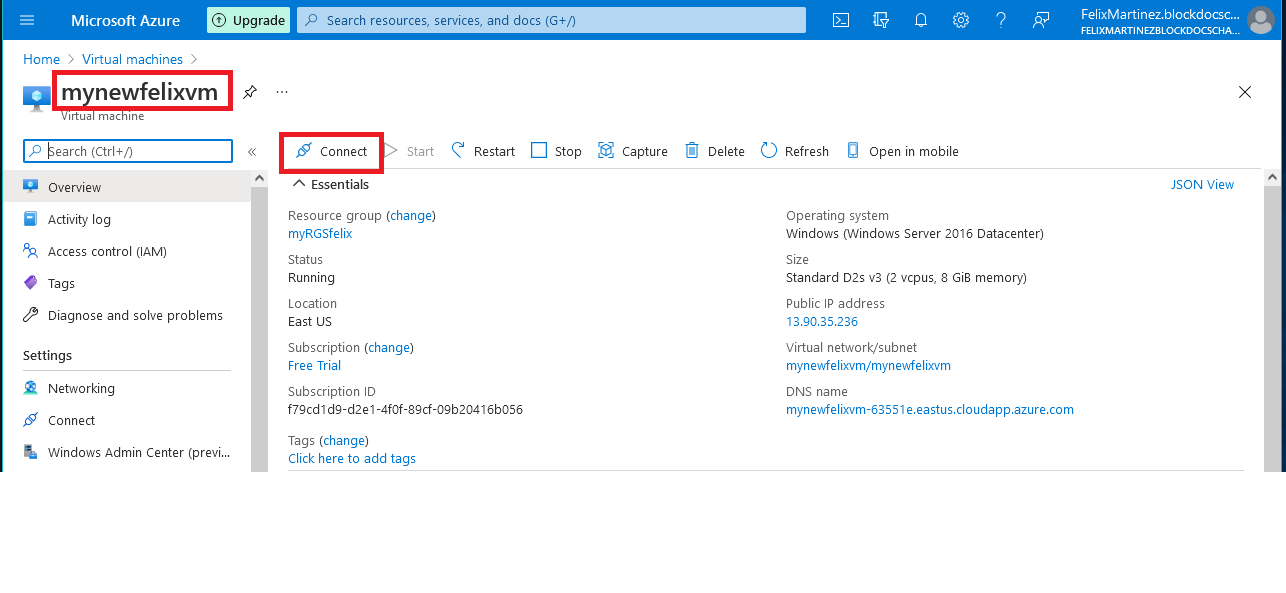 Microsoft Azure
Upgrade
Search resources, services, and docs (G+/)
FelixMartinez.blockdocsc...
FELIXMARTINEZBLOCKDOCSCHA...
Home > Virtual machines >
mynewfelixvm
...
Virtual machine
Search (Ctrl+/)
«
Connect Start Restart Stop Capture Delete Refresh Open in mobile
Overview
Activity log
Access control (IAM)
Tags
Diagnose and solve problems
Settings
Networking
Connect
Windows Admin Center (previ...
Essentials
JSON View
Resource group (change)
myRGSfelix
Status
Running
Location
East US
Subscription (change)
Free Trial
Subscription ID
f79cd1d9-d2e1-4f0f-89cf-09b20416b056
Tags (change)
Click here to add tags
Operating system
Windows (Windows Server 2016 Datacenter)
Size
Standard D2s v3 (2 vcpus, 8 GiB memory)
Public IP address
13.90.35.236
Virtual network/subnet
mynewfelixvm/mynewfelixvm
DNS name
mynewfelixvm-63551e.eastus.cloudapp.azure.com